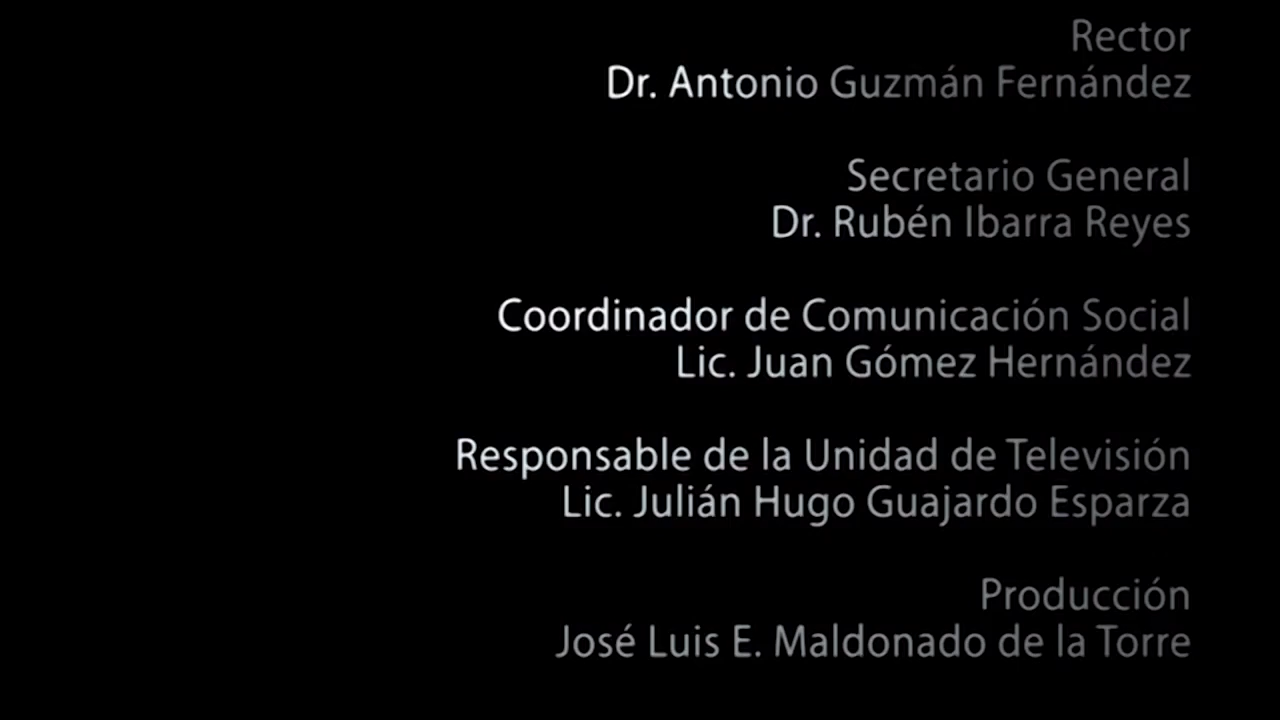 Rector
Dr. Antonio Guzmán Fernández
Secretario General
Dr. Rubén Ibarra Reyes
Coordinador de Comunicación Social
Lic. Juan Gómez Hernández
Responsable de la Unidad de Televisión
Lic. Julián Hugo Guajardo Esparza
Producción
José Luis E. Maldonado de la Torre